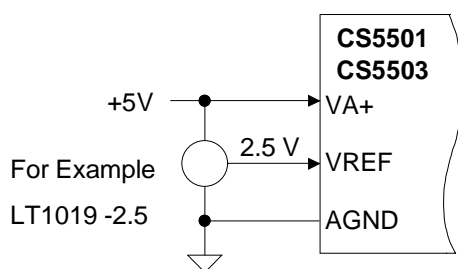 CS5501
CS5503
+5V
VA+
2.5 V
VREF
For Example
LT1019 -2.5
AGND